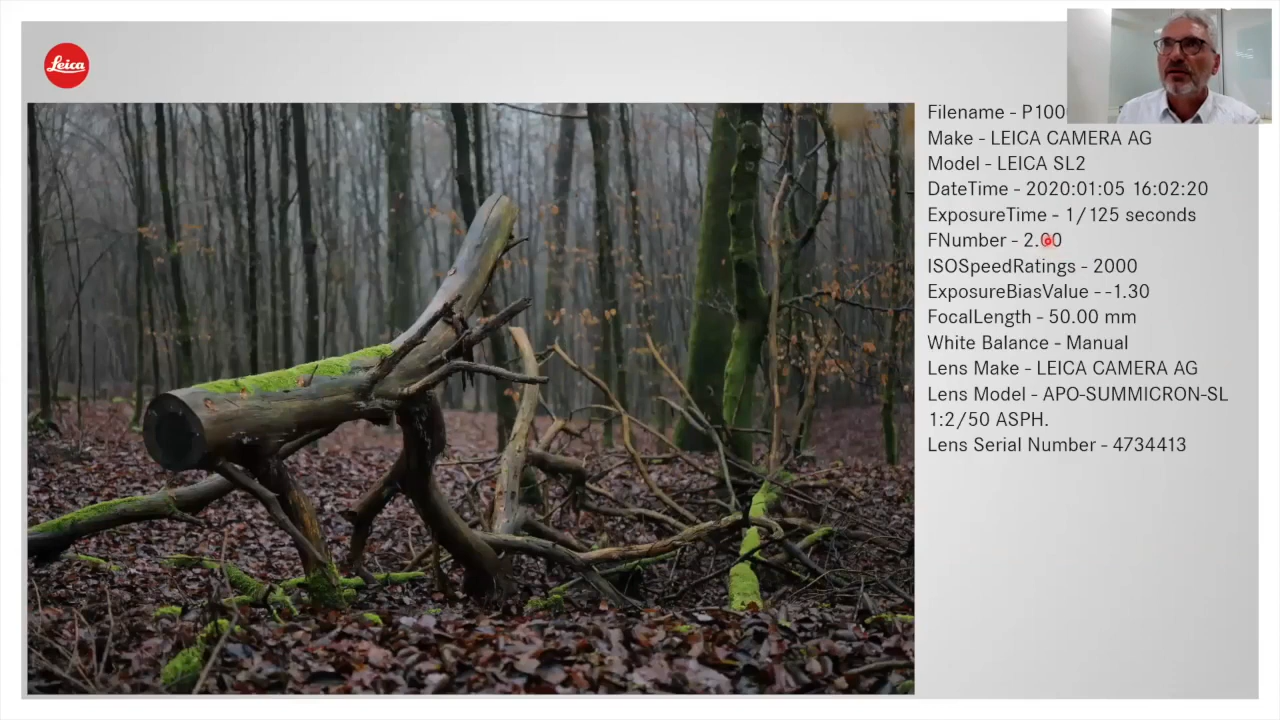 Leica
Filename - P100
Make - LEICA CAMERA AG
Model - LEICA SL2
DateTime - 2020:01:05 16:02:20
ExposureTime - 1/125 seconds
FNumber - 2.00
ISOSpeedRatings - 2000
ExposureBiasValue - -1.30
FocalLength - 50.00 mm
White Balance - Manual
Lens Make - LEICA CAMERA AG
Lens Model - APO-SUMMICRON-SL
1:2/50 ASPH.
Lens Serial Number - 4734413